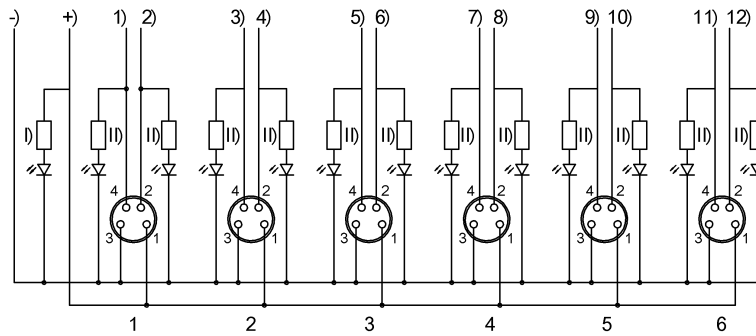 -) +) 1) 2) 3) 4) 5) 6) 7) 8) 9) 10) 11) 12)
I) II) II) II) II) II) II) II) II) II) II) II) II)
4 2 4 2 4 2 4 2 4 2 4 2
3 1 3 1 3 1 3 1 3 1 3 1
1 2 3 4 5 6